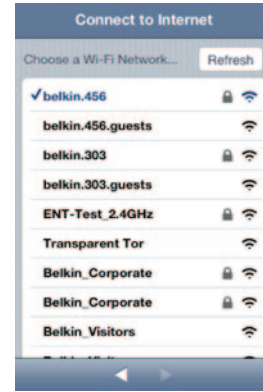 Connect to Internet
Choose a Wi-Fi Network... Refresh
belkin.456
belkin.456.guests
belkin.303
belkin.303.guests
ENT-Test_2.4GHz
Transparent Tor
Belkin_Corporate
Belkin_Corporate
Belkin_Visitors